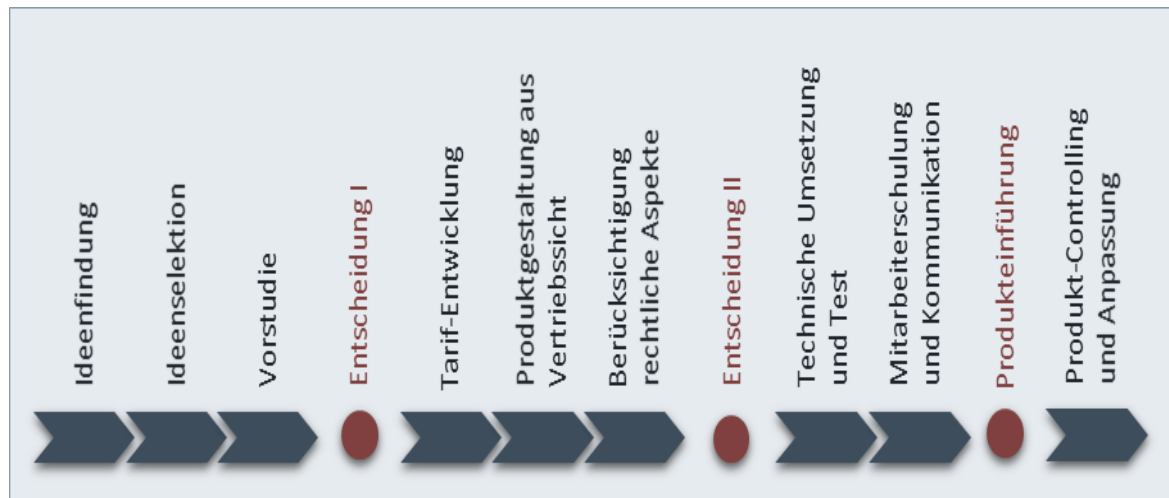 Ideenfindung
Ideenselektion
Vorstudie
Entscheidung I
Tarif-Entwicklung
Produktgestaltung aus
Vertriebssicht
Berücksichtigung
rechtliche Aspekte
Entscheidung II
Technische Umsetzung
und Test
Mitarbeiterschulung
und Kommunikation
Produkteinführung
Produkt-Controlling
und Anpassung